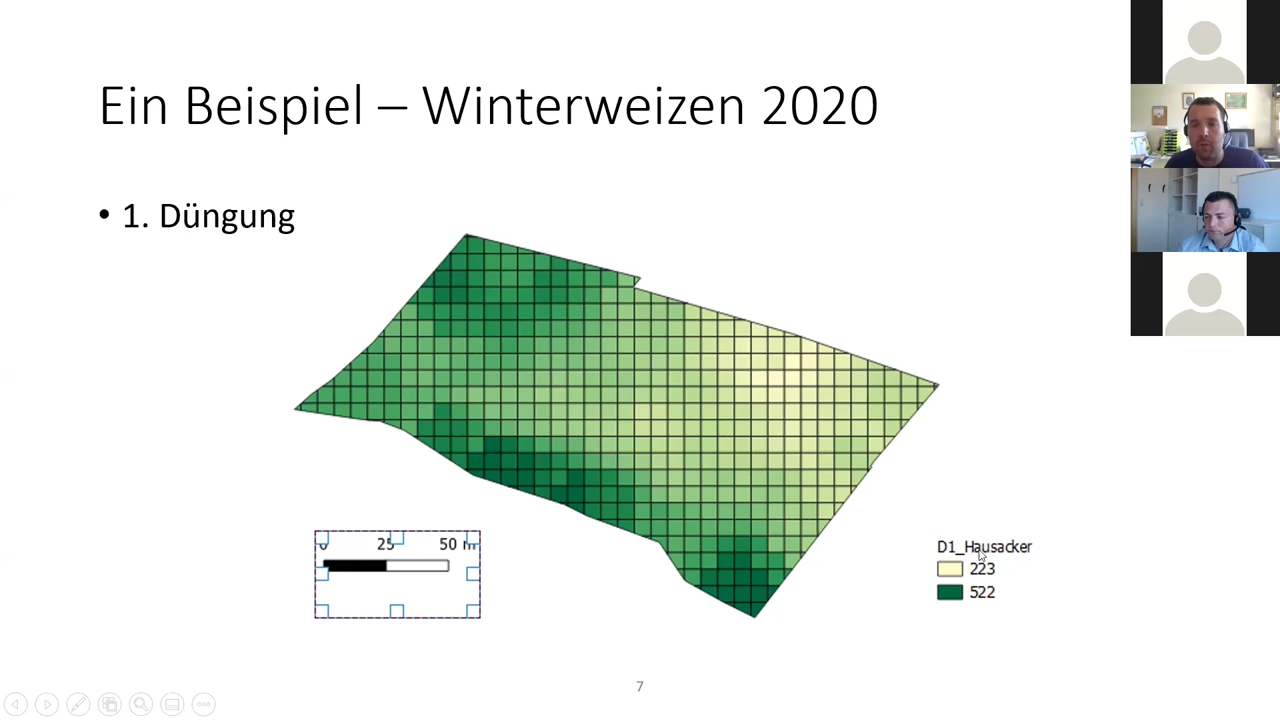 Ein Beispiel – Winterweizen 2020
• 1. Düngung
0 25 50 m
D1_Hausacker
223
522
7